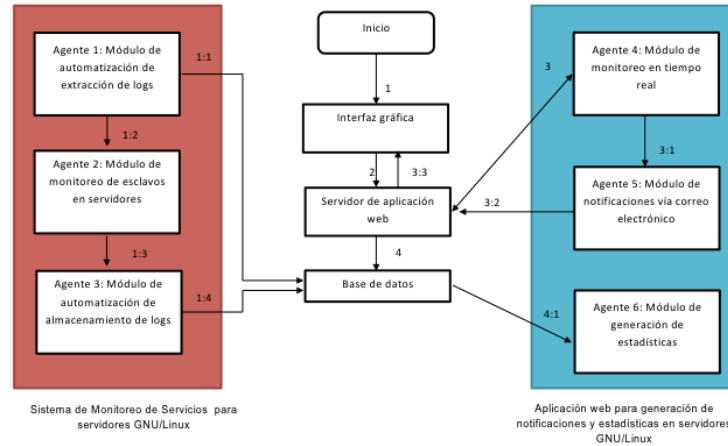 Agente 1: Módulo de
automatización de
extracción de logs
1:1
1:2
Agente 2: Módulo de
monitoreo de esclavos
en servidores
1:3
Agente 3: Módulo de
automatización de
almacenamiento de logs
1:4
Sistema de Monitoreo de Servicios para
servidores GNU/Linux
Inicio
1
Interfaz gráfica
2
3:3
Servidor de aplicación
web
4
Base de datos
3
3:2
4:1
Agente 4: Módulo de
monitoreo en tiempo
real
3:1
Agente 5: Módulo de
notificaciones vía correo
electrónico
Agente 6: Módulo de
generación de
estadísticas
Aplicación web para generación de
notificaciones y estadísticas en servidores
GNU/Linux